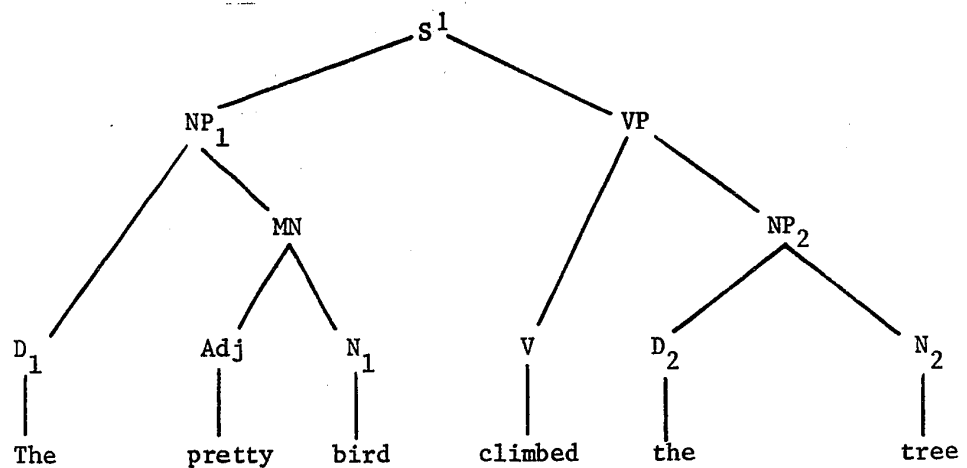 S¹
NP₁ VP
MN NP₂
D₁ Adj N₁ V D₂ N₂
The pretty bird climbed the tree